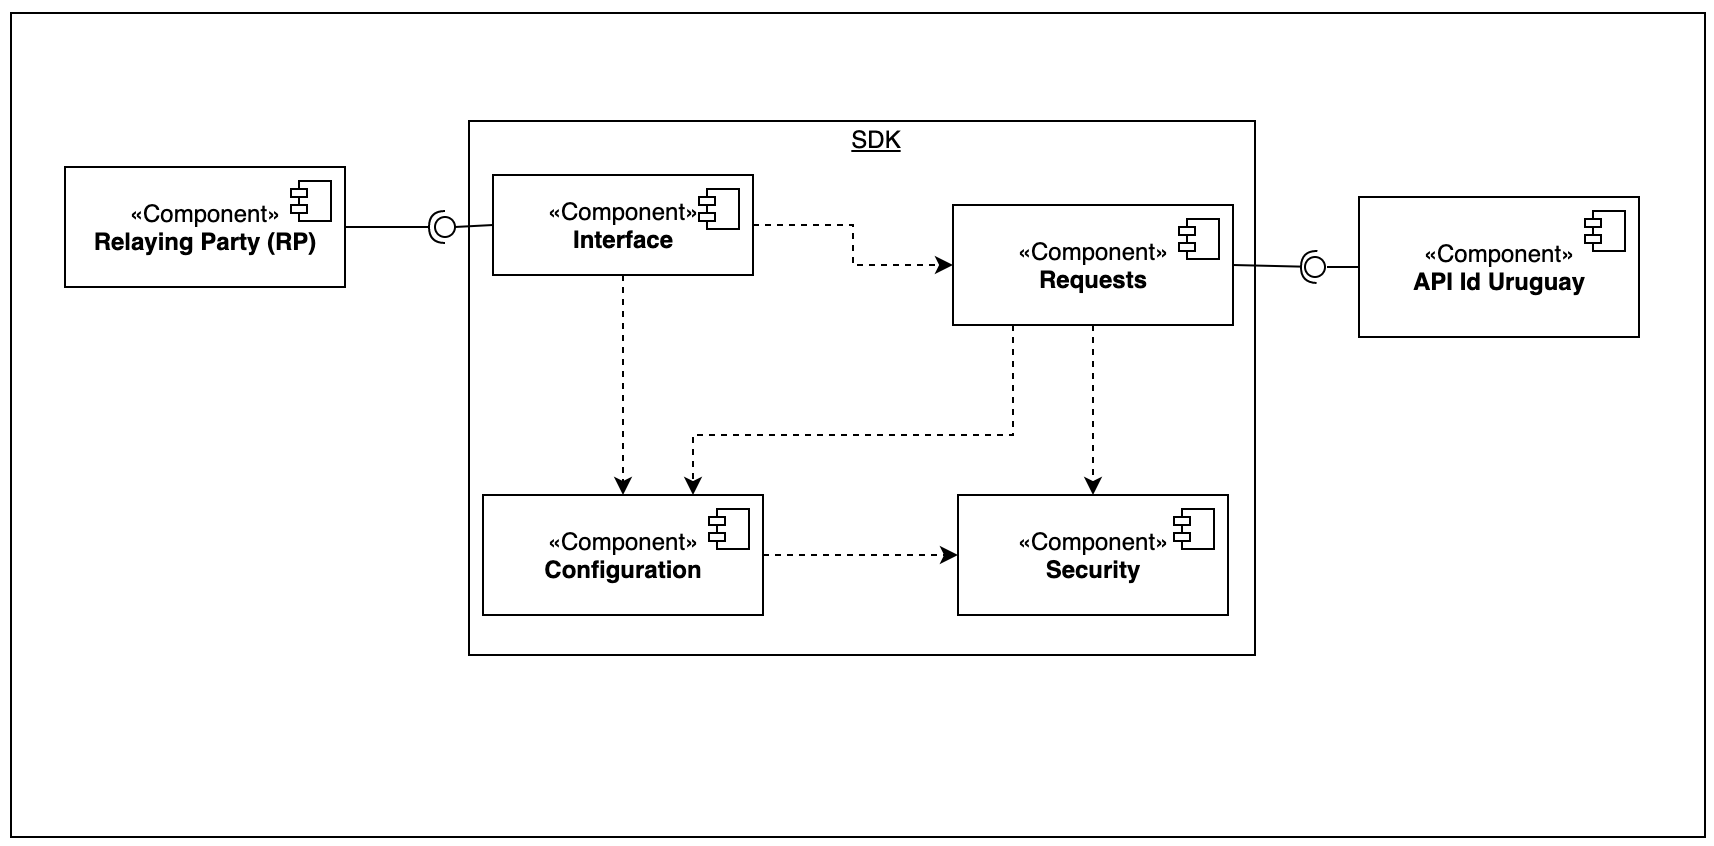 SDK
«Component»
Relaying Party (RP)
«Component»
Interface
«Component»
Requests
«Component»
API Id Uruguay
«Component»
Configuration
«Component»
Security